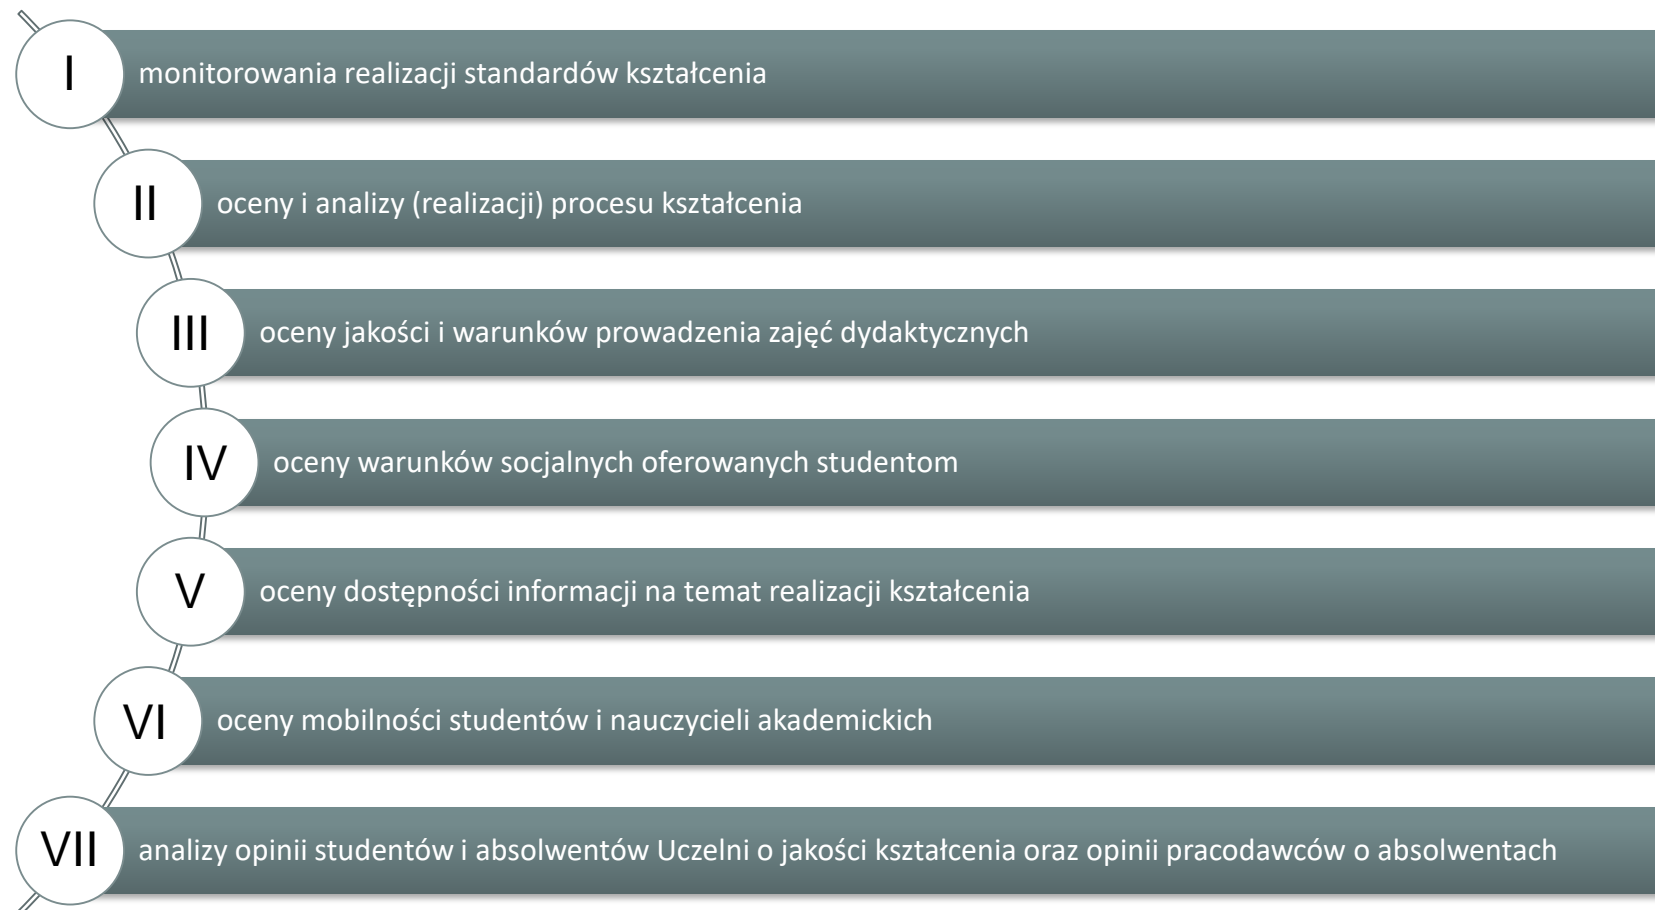 I
monitorowania realizacji standardów kształcenia
II
oceny i analizy (realizacji) procesu kształcenia
III
oceny jakości i warunków prowadzenia zajęć dydaktycznych
IV
oceny warunków socjalnych oferowanych studentom
V
oceny dostępności informacji na temat realizacji kształcenia
VI
oceny mobilności studentów i nauczycieli akademickich
VII
analizy opinii studentów i absolwentów Uczelni o jakości kształcenia oraz opinii pracodawców o absolwentach